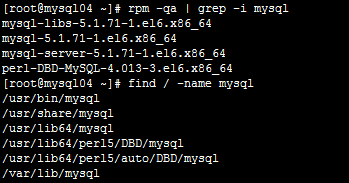 [root@mysql04 ~]# rpm -qa | grep -i mysql
mysql-libs-5.1.71-1.el6.x86_64
mysql-5.1.71-1.el6.x86_64
mysql-server-5.1.71-1.el6.x86_64
perl-DBD-MySQL-4.013-3.el6.x86_64
[root@mysql04 ~]# find / -name mysql
/usr/bin/mysql
/usr/share/mysql
/usr/lib64/mysql
/usr/lib64/perl5/DBD/mysql
/usr/lib64/perl5/auto/DBD/mysql
/var/lib/mysql